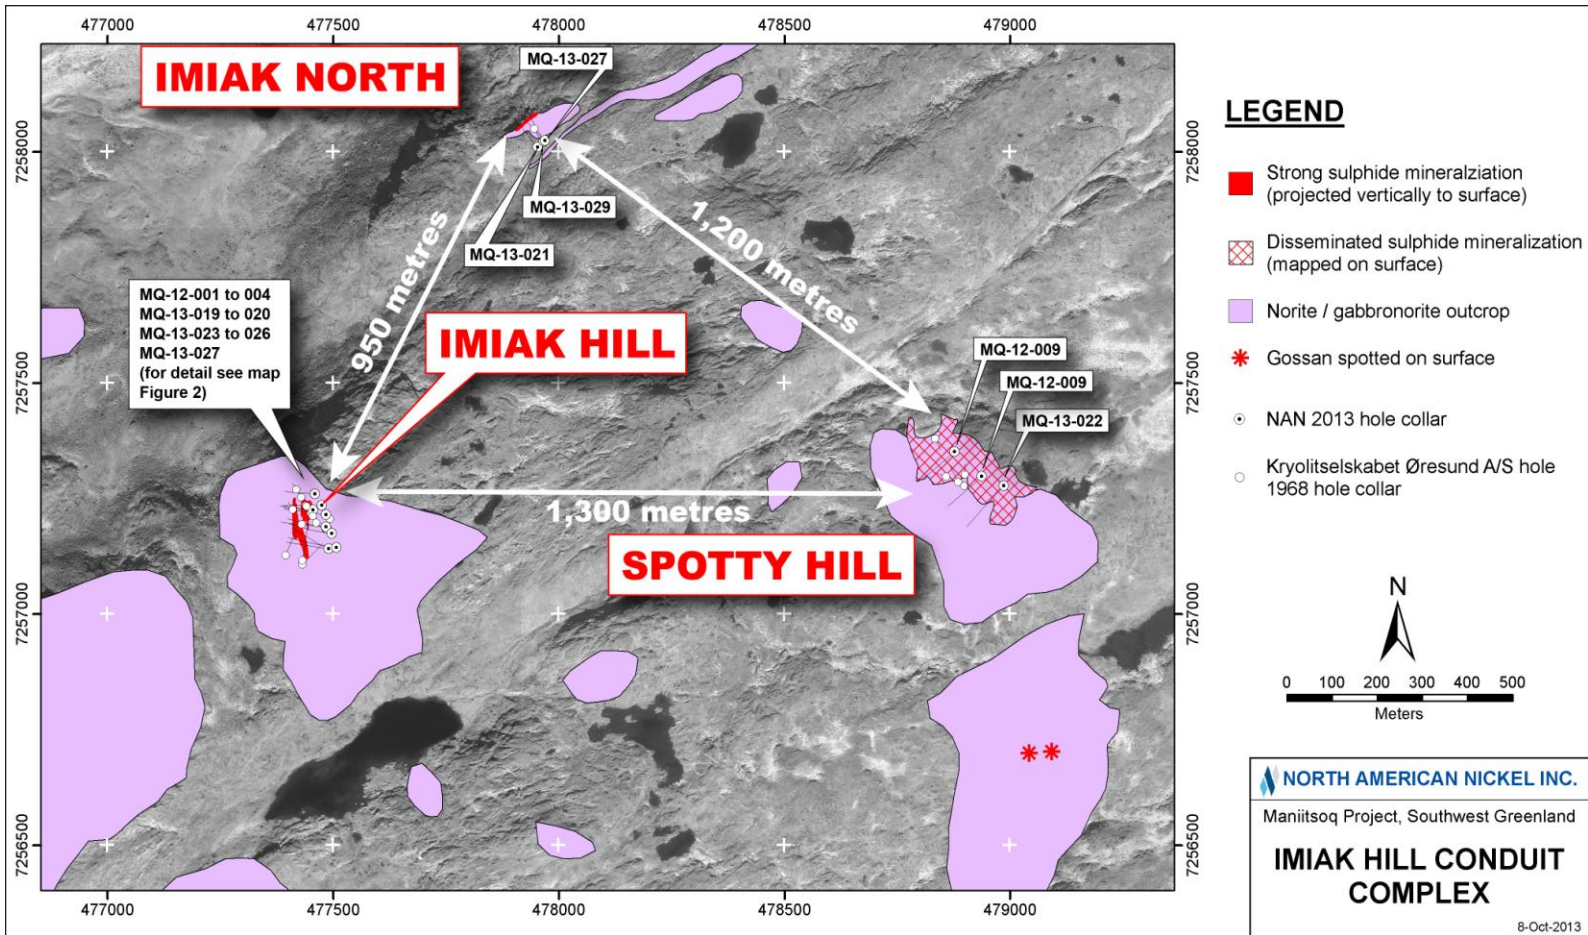 477000
477500
478000
478500
479000
IMIAK NORTH
MQ-13-027
MQ-13-029
MQ-13-021
950 metres
1,200 metres
MQ-12-001 to 004
MQ-13-019 to 020
MQ-13-023 to 026
MQ-13-027
(for detail see map
Figure 2)
IMIAK HILL
MQ-12-009
MQ-12-009
MQ-13-022
1,300 metres
SPOTTY HILL
7258000
7257500
7257000
7256500
7258000
7257500
7257000
7256500
477000
477500
478000
478500
479000
LEGEND
Strong sulphide mineralziation
(projected vertically to surface)
Disseminated sulphide mineralization
(mapped on surface)
Norite / gabbronorite outcrop
Gossan spotted on surface
NAN 2013 hole collar
Kryolitselskabet Øresund A/S hole
1968 hole collar
N
0 100 200 300 400 500
Meters
NORTH AMERICAN NICKEL INC.
Maniitsoq Project, Southwest Greenland
IMIAK HILL CONDUIT
COMPLEX
8-Oct-2013